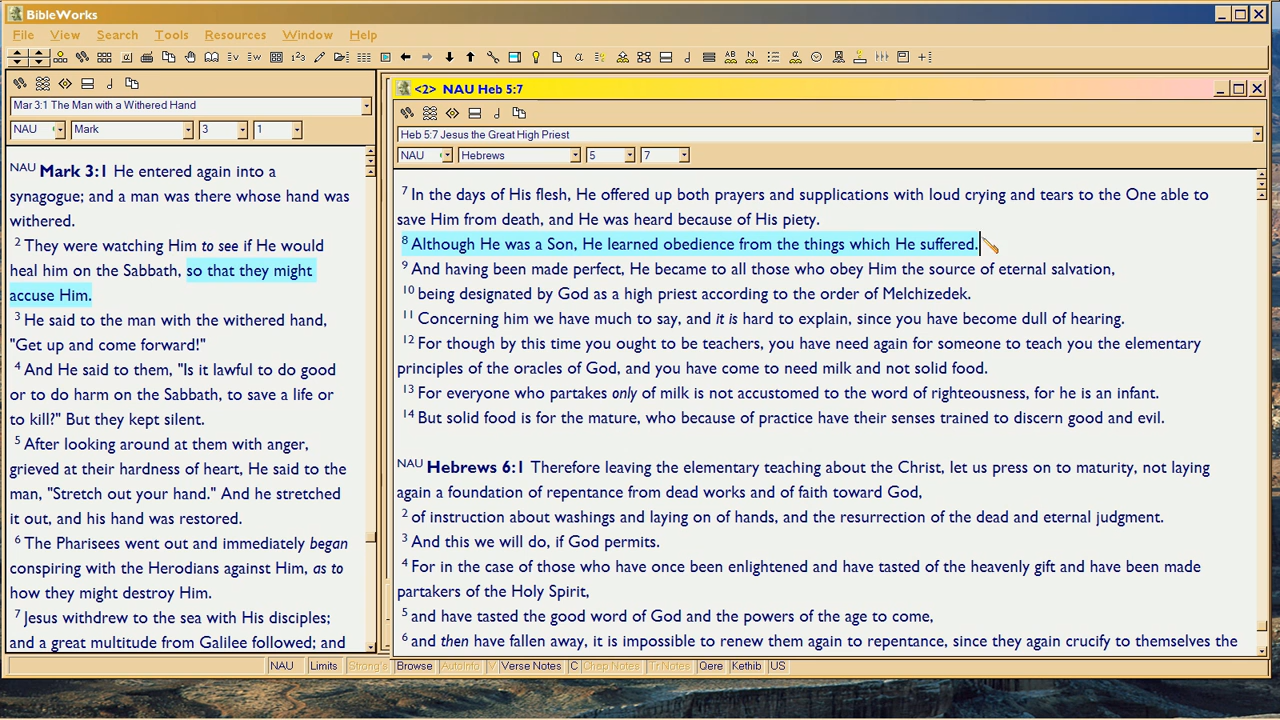 BibleWorks
File View Search Tools Resources Window Help
Mar 3:1 The Man with a Withered Hand
NAU Mark 3 1
NAU Mark 3:1 He entered again into a
synagogue; and a man was there whose hand was
withered.
2 They were watching Him to see if He would
heal him on the Sabbath, so that they might
accuse Him.
3 He said to the man with the withered hand,
"Get up and come forward!"
4 And He said to them, "Is it lawful to do good
or to do harm on the Sabbath, to save a life or
to kill?" But they kept silent.
5 After looking around at them with anger,
grieved at their hardness of heart, He said to the
man, "Stretch out your hand." And he stretched
it out, and his hand was restored.
6 The Pharisees went out and immediately began
conspiring with the Herodians against Him, as to
how they might destroy Him.
7 Jesus withdrew to the sea with His disciples;
and a great multitude from Galilee followed; and
<2> NAU Heb 5:7
Heb 5:7 Jesus the Great High Priest
NAU Hebrews 5 7
7 In the days of His flesh, He offered up both prayers and supplications with loud crying and tears to the One able to
save Him from death, and He was heard because of His piety.
8 Although He was a Son, He learned obedience from the things which He suffered.
9 And having been made perfect, He became to all those who obey Him the source of eternal salvation,
10 being designated by God as a high priest according to the order of Melchizedek.
11 Concerning him we have much to say, and it is hard to explain, since you have become dull of hearing.
12 For though by this time you ought to be teachers, you have need again for someone to teach you the elementary
principles of the oracles of God, and you have come to need milk and not solid food.
13 For everyone who partakes only of milk is not accustomed to the word of righteousness, for he is an infant.
14 But solid food is for the mature, who because of practice have their senses trained to discern good and evil.
NAU Hebrews 6:1 Therefore leaving the elementary teaching about the Christ, let us press on to maturity, not laying
again a foundation of repentance from dead works and of faith toward God,
2 of instruction about washings and laying on of hands, and the resurrection of the dead and eternal judgment.
3 And this we will do, if God permits.
4 For in the case of those who have once been enlightened and have tasted of the heavenly gift and have been made
partakers of the Holy Spirit,
5 and have tasted the good word of God and the powers of the age to come,
6 and then have fallen away, it is impossible to renew them again to repentance, since they again crucify to themselves the
NAU Limits Strong's Browse AutoInfo V Verse Notes C Chap Notes Tr.Notes Qere Kethib US